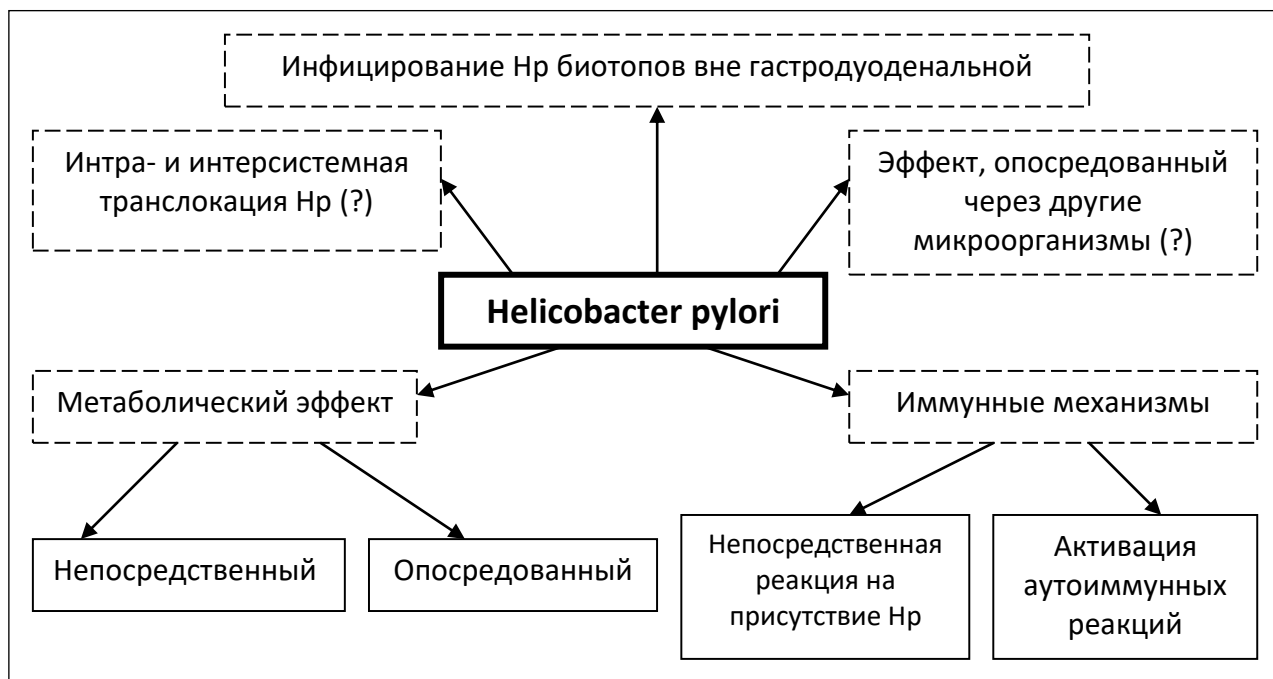 Инфицирование Нр биотопов вне гастродуоденальной
Интра- и интерсистемная
транслокация Нр (?)
Эффект, опосредованный
через другие
микроорганизмы (?)
Helicobacter pylori
Метаболический эффект
Иммунные механизмы
Непосредственный
Опосредованный
Непосредственная
реакция на
присутствие Нр
Активация
аутоиммунных
реакций